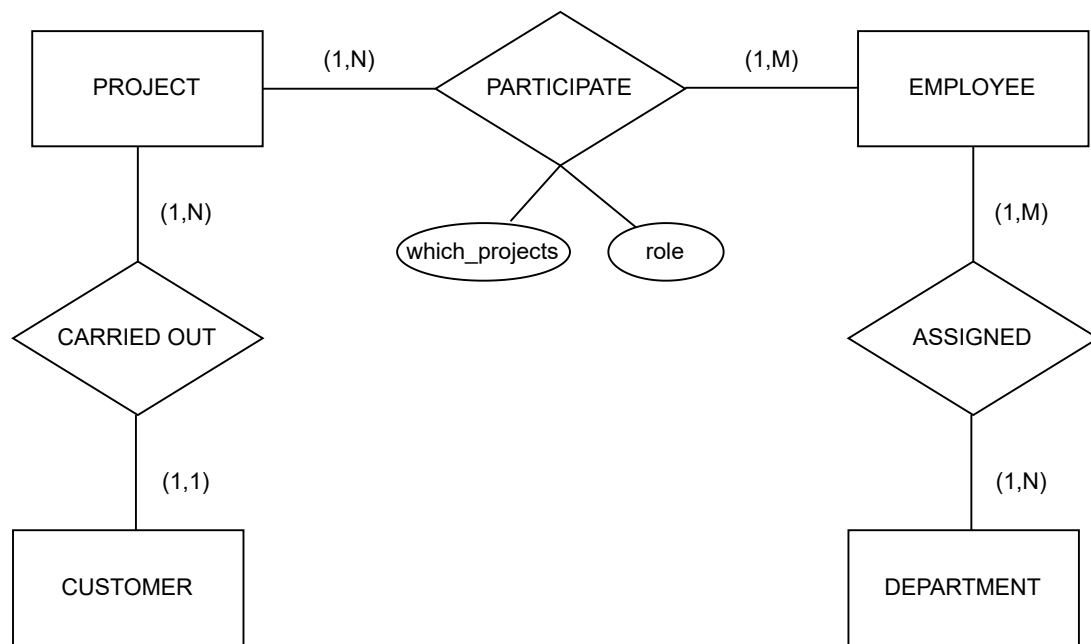 (1,N)
(1,M)
PROJECT
PARTICIPATE
EMPLOYEE
(1,N)
(1,M)
which_projects
role
CARRIED OUT
ASSIGNED
(1,1)
(1,N)
CUSTOMER
DEPARTMENT